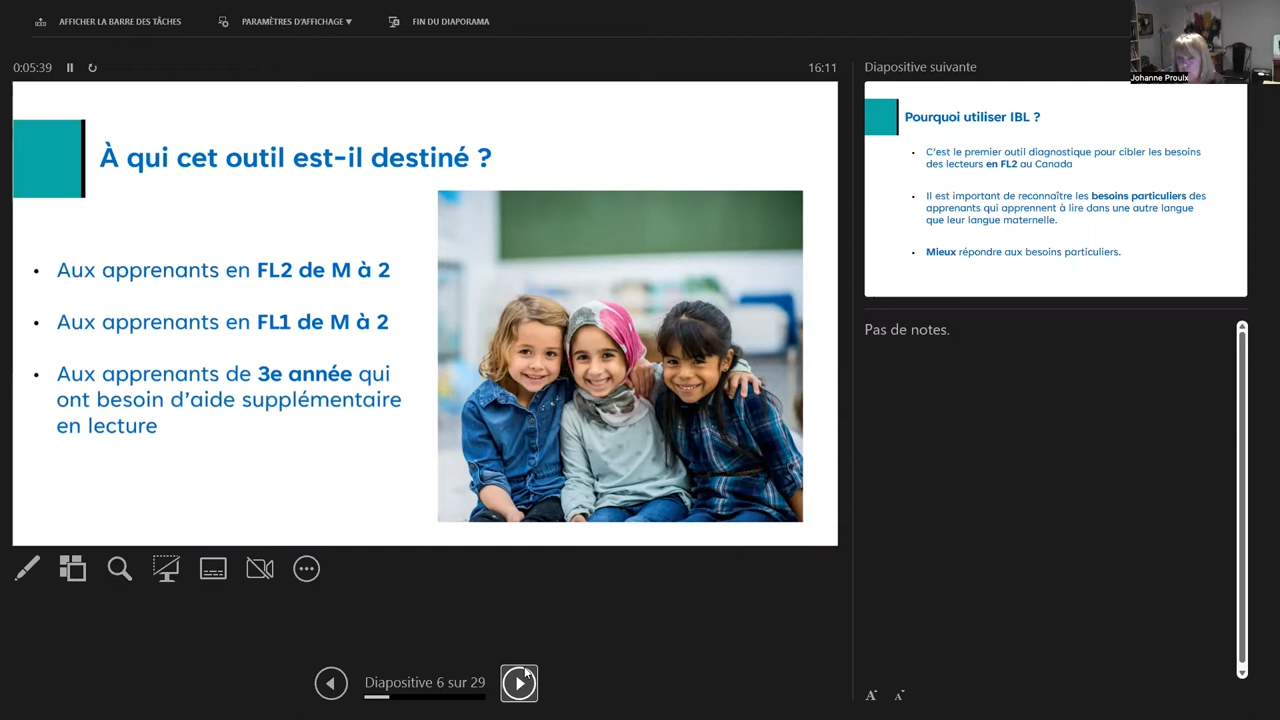 AFFICHER LA BARRE DES TÂCHES
PARAMÈTRES D'AFFICHAGE ▼
FIN DU DIAPORAMA
0:05:39
16:11
À qui cet outil est-il destiné ?
• Aux apprenants en FL2 de M à 2
• Aux apprenants en FL1 de M à 2
• Aux apprenants de 3e année qui
ont besoin d’aide supplémentaire
en lecture
Diapositive 6 sur 29
Diapositive suivante
Johanne Proulx
Pourquoi utiliser IBL ?
• C’est le premier outil diagnostique pour cibler les besoins
des lecteurs en FL2 au Canada
• Il est important de reconnaître les besoins particuliers des
apprenants qui apprennent à lire dans une autre langue
que leur langue maternelle.
• Mieux répondre aux besoins particuliers.
Pas de notes.
A A